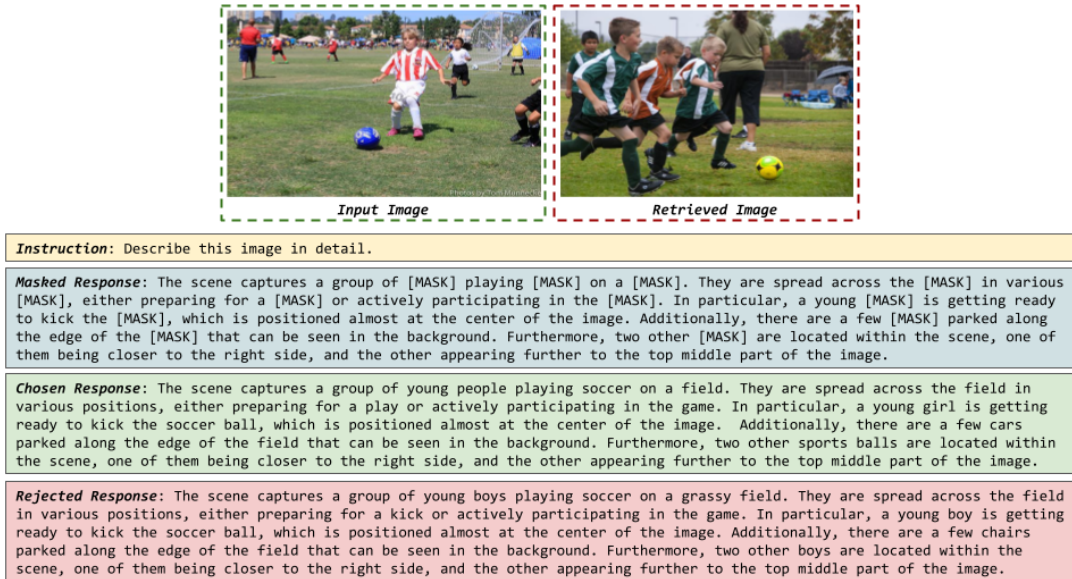 Photos by Tom Munnecke
Input Image
Retrieved Image
Instruction: Describe this image in detail.
Masked Response: The scene captures a group of [MASK] playing [MASK] on a [MASK]. They are spread across the [MASK] in various
[MASK], either preparing for a [MASK] or actively participating in the [MASK]. In particular, a young [MASK] is getting ready
to kick the [MASK], which is positioned almost at the center of the image. Additionally, there are a few [MASK] parked along
the edge of the [MASK] that can be seen in the background. Furthermore, two other [MASK] are located within the scene, one of
them being closer to the right side, and the other appearing further to the top middle part of the image.
Chosen Response: The scene captures a group of young people playing soccer on a field. They are spread across the field in
various positions, either preparing for a play or actively participating in the game. In particular, a young girl is getting
ready to kick the soccer ball, which is positioned almost at the center of the image. Additionally, there are a few cars
parked along the edge of the field that can be seen in the background. Furthermore, two other sports balls are located within
the scene, one of them being closer to the right side, and the other appearing further to the top middle part of the image.
Rejected Response: The scene captures a group of young boys playing soccer on a grassy field. They are spread across the field
in various positions, either preparing for a kick or actively participating in the game. In particular, a young boy is getting
ready to kick the soccer ball, which is positioned almost at the center of the image. Additionally, there are a few chairs
parked along the edge of the field that can be seen in the background. Furthermore, two other boys are located within the
scene, one of them being closer to the right side, and the other appearing further to the top middle part of the image.